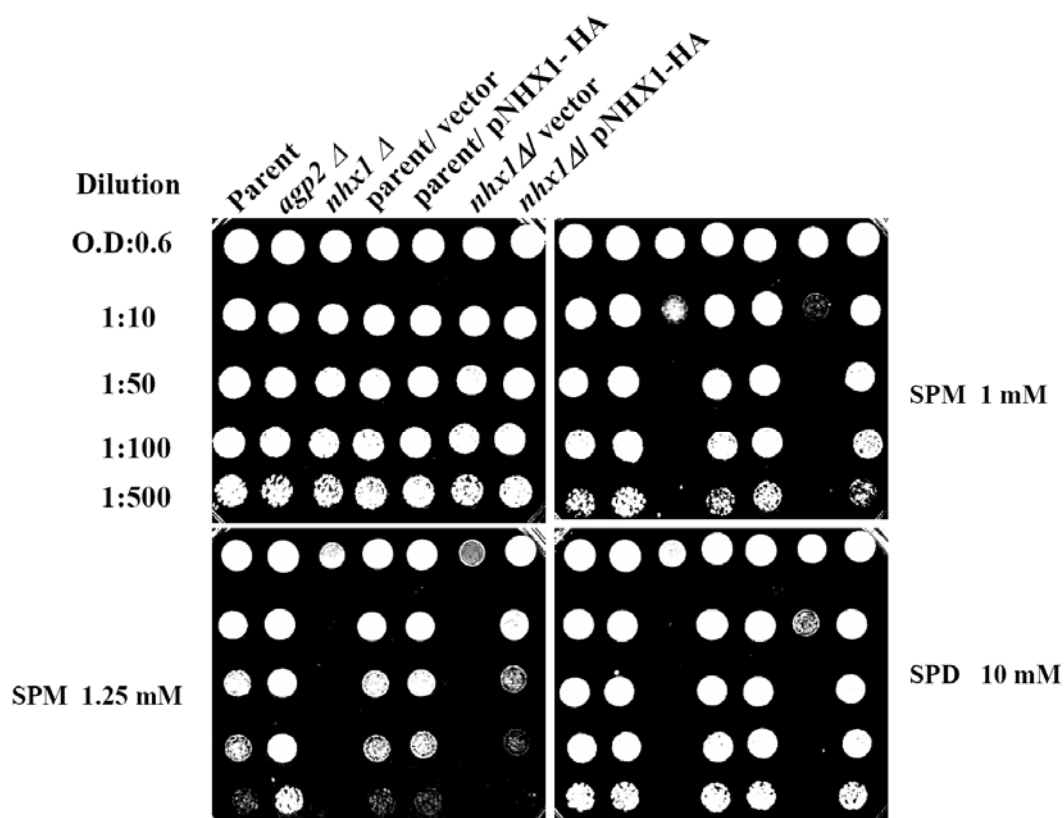 Parent
agp2 Δ
nhx1 Δ
parent/ vector
parent/ pNHX1- HA
nhx1Δ/ vector
nhx1Δ/ pNHX1-HA
Dilution
O.D:0.6
1:10
1:50
1:100
1:500
SPM 1 mM
SPM 1.25 mM
SPD 10 mM